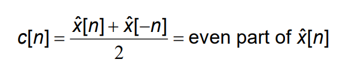 c[n] = (x̂[n] + x̂[−n]) / 2 = even part of x̂[n]